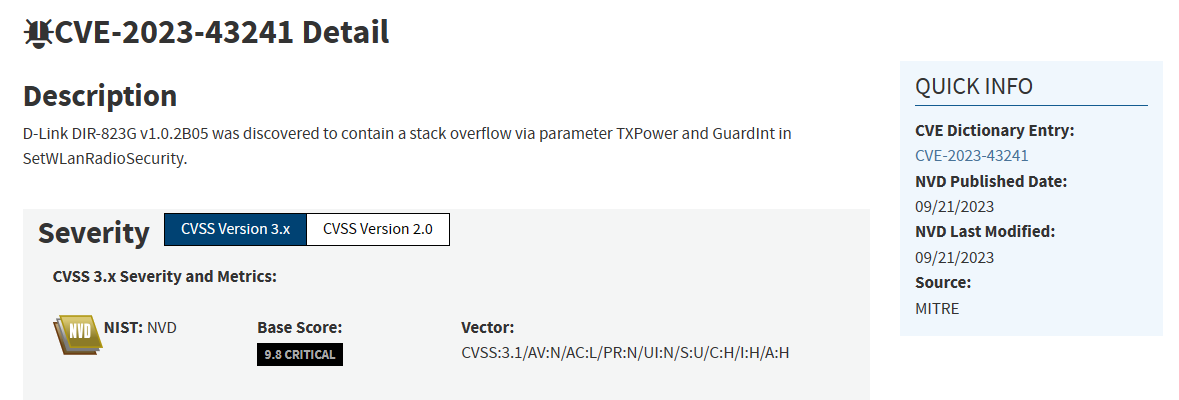 CVE-2023-43241 Detail
Description
D-Link DIR-823G v1.0.2B05 was discovered to contain a stack overflow via parameter TXPower and GuardInt in
SetWLanRadioSecurity.
Severity
CVSS Version 3.x
CVSS Version 2.0
CVSS 3.x Severity and Metrics:
NVD
NIST: NVD
Base Score:
9.8 CRITICAL
Vector:
CVSS:3.1/AV:N/AC:L/PR:N/UI:N/S:U/C:H/I:H/A:H
QUICK INFO
CVE Dictionary Entry:
CVE-2023-43241
NVD Published Date:
09/21/2023
NVD Last Modified:
09/21/2023
Source:
MITRE